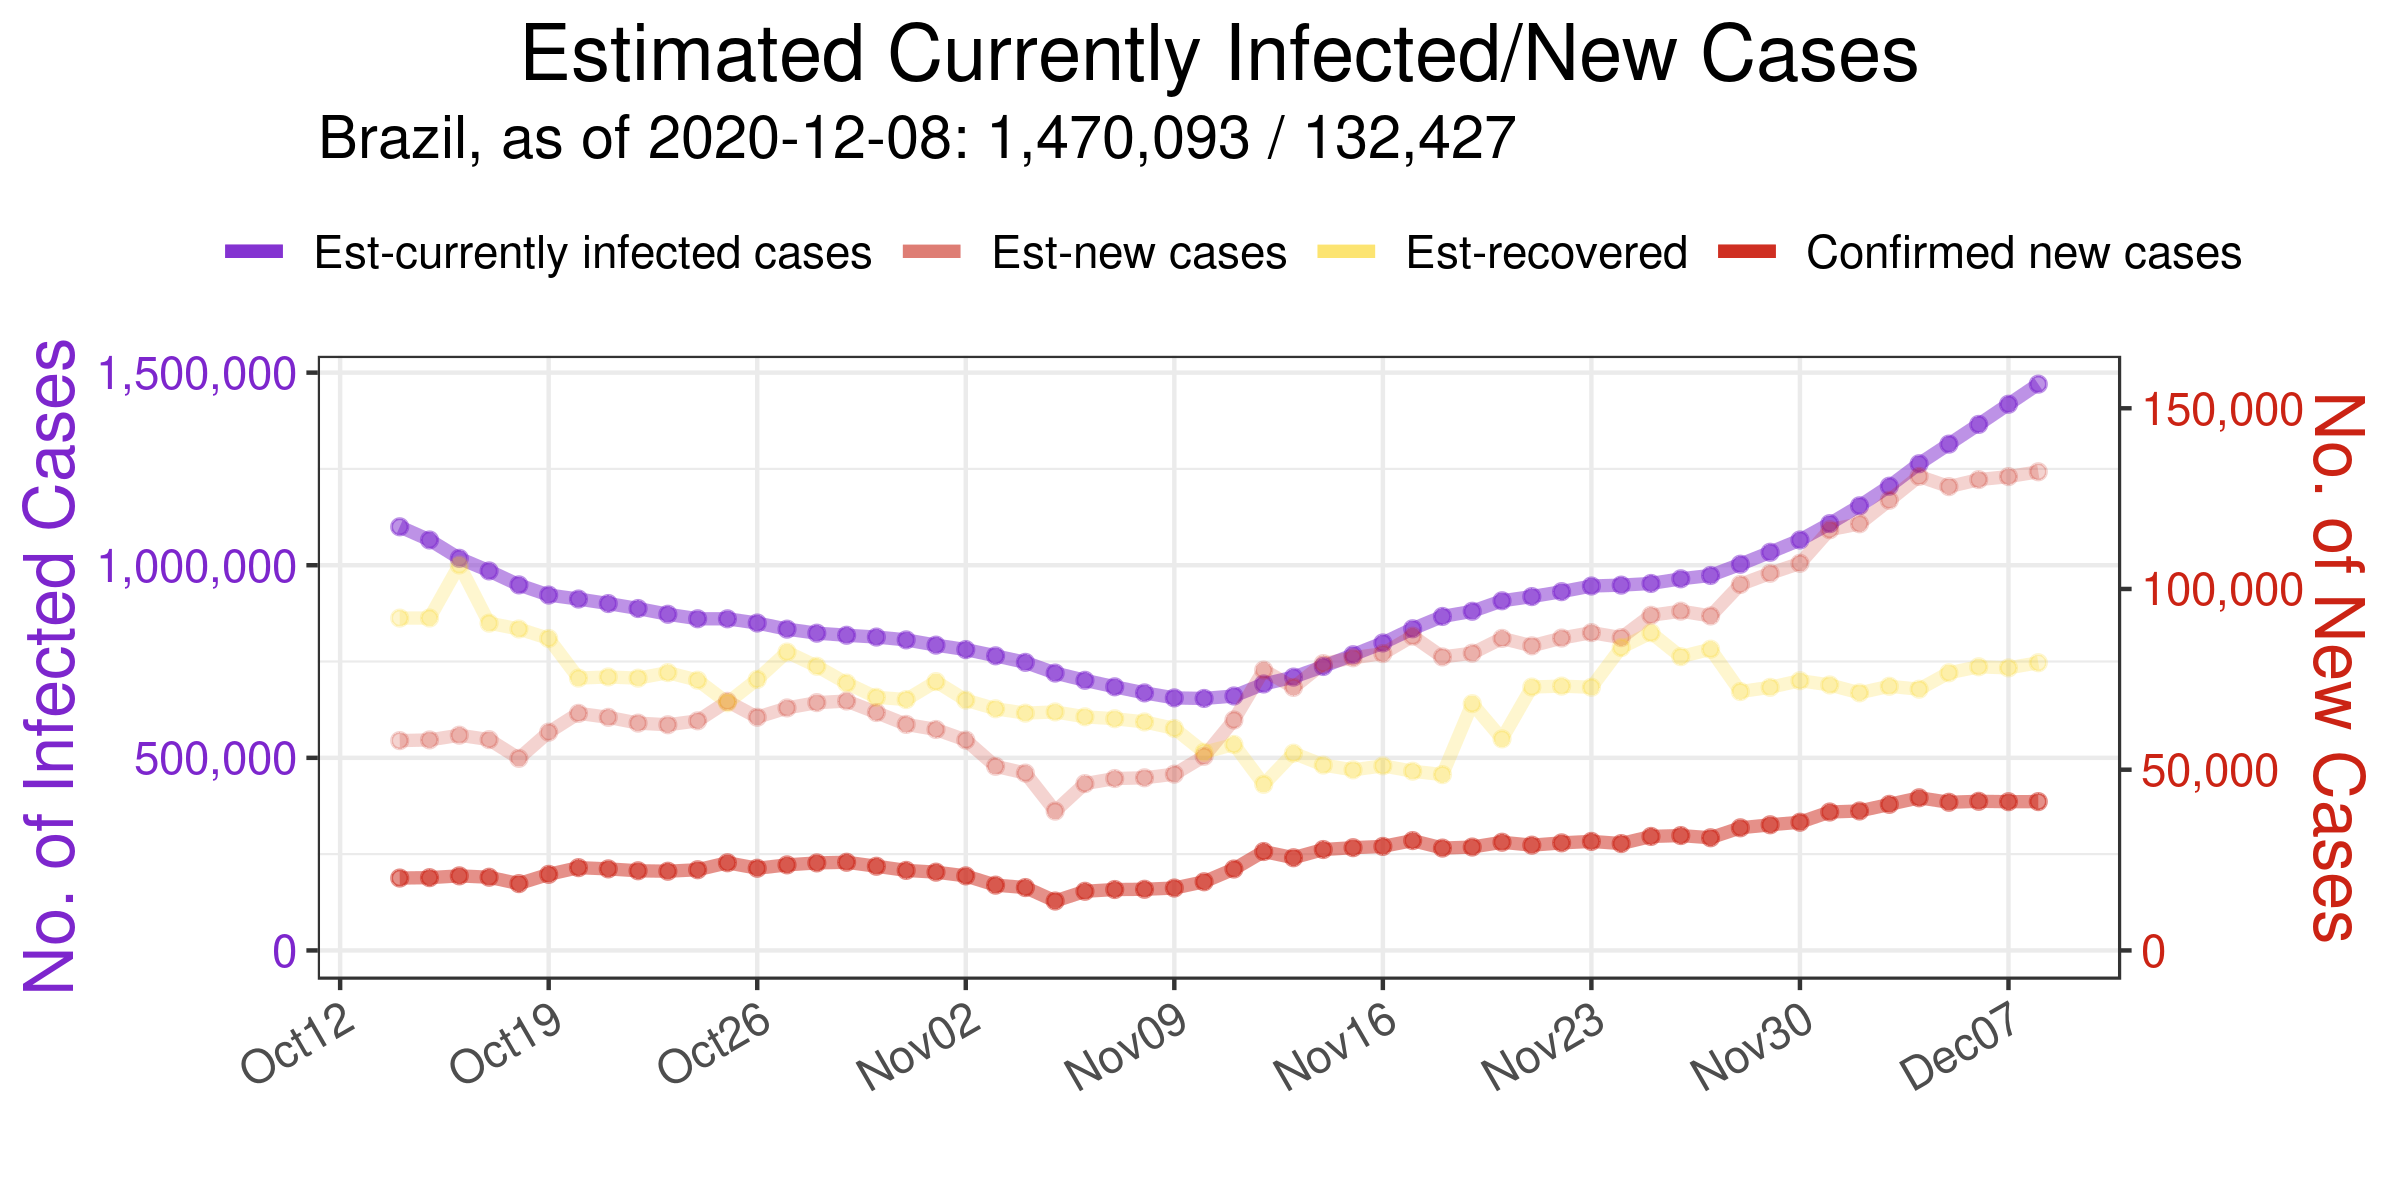 Estimated Currently Infected/New Cases
Brazil, as of 2020-12-08: 1,470,093 / 132,427
Est-currently infected cases Est-new cases Est-recovered Confirmed new cases
No. of Infected Cases
1,500,000
1,000,000
500,000
0
150,000
100,000
50,000
0
No. of New Cases
Oct12 Oct19 Oct26 Nov02 Nov09 Nov16 Nov23 Nov30 Dec07